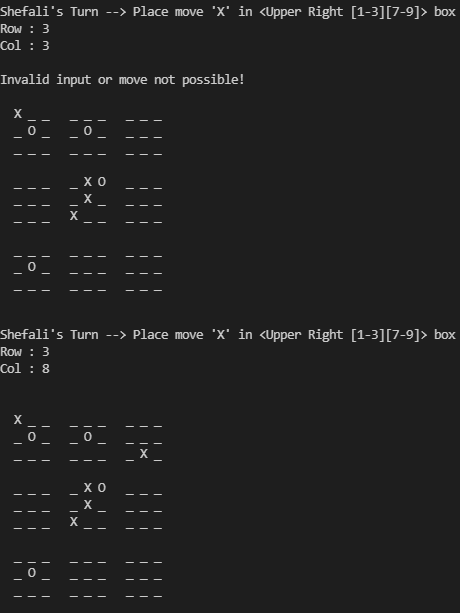 Shefali's Turn --> Place move 'X' in <Upper Right [1-3][7-9]> box
Row : 3
Col : 3
Invalid input or move not possible!
X _ _  _ _ _  _ _ _
_ O _  _ O _  _ _ _
_ _ _  _ _ _  _ _ _
_ _ _  _ X O  _ _ _
_ _ _  _ X _  _ _ _
_ _ _  X _ _  _ _ _
_ _ _  _ _ _  _ _ _
_ O _  _ _ _  _ _ _
_ _ _  _ _ _  _ _ _
Shefali's Turn --> Place move 'X' in <Upper Right [1-3][7-9]> box
Row : 3
Col : 8
X _ _  _ _ _  _ _ _
_ O _  _ O _  _ _ _
_ _ _  _ _ _  _ X _
_ _ _  _ X O  _ _ _
_ _ _  _ X _  _ _ _
_ _ _  X _ _  _ _ _
_ _ _  _ _ _  _ _ _
_ O _  _ _ _  _ _ _
_ _ _  _ _ _  _ _ _